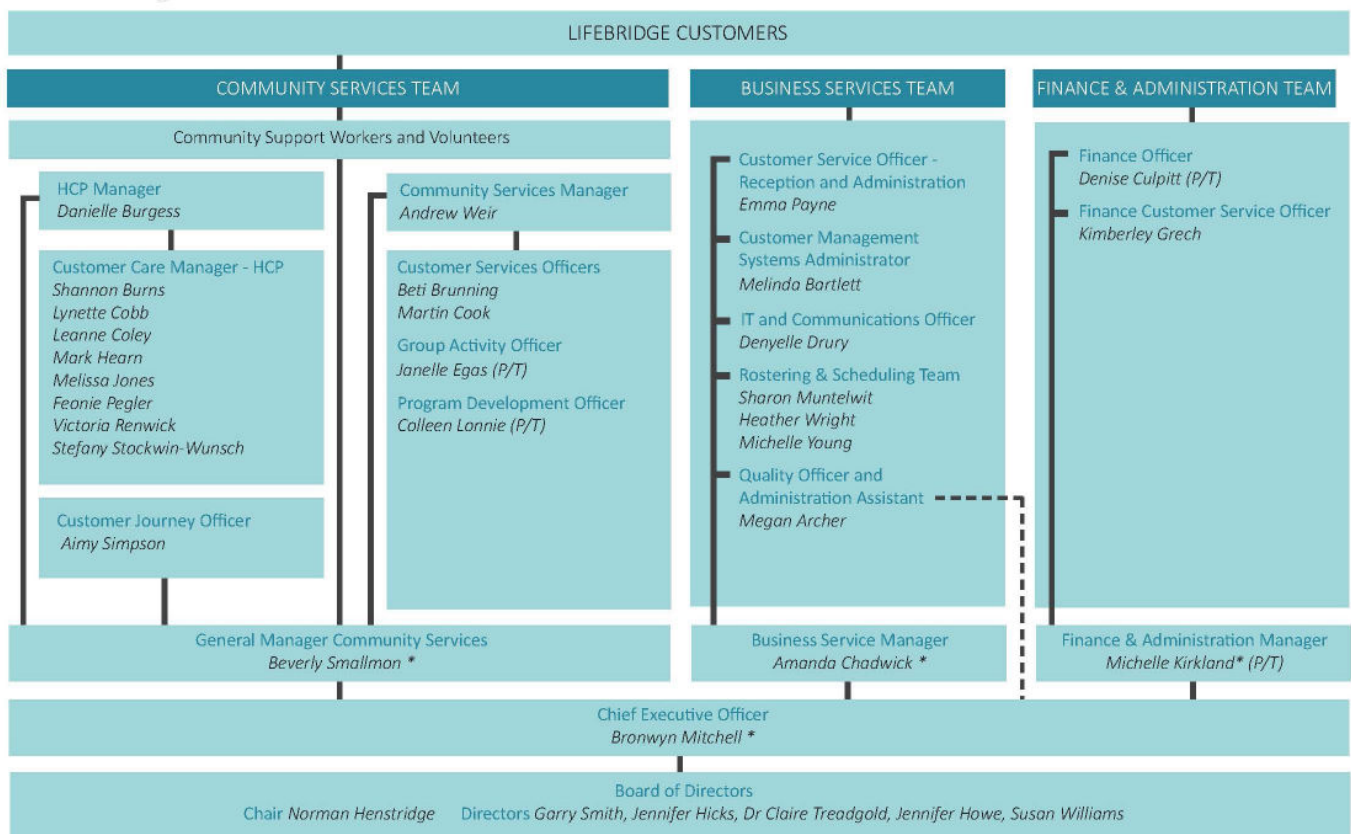 LIFEBRIDGE CUSTOMERS
COMMUNITY SERVICES TEAM
Community Support Workers and Volunteers
HCP Manager
Danielle Burgess
Customer Care Manager - HCP
Shannon Burns
Lynette Cobb
Leanne Coley
Mark Hearn
Melissa Jones
Feonie Pegler
Victoria Renwick
Stefany Stockwin-Wunsch
Customer Journey Officer
Aimy Simpson
Community Services Manager
Andrew Weir
Customer Services Officers
Beti Brunning
Martin Cook
Group Activity Officer
Janelle Egas (P/T)
Program Development Officer
Colleen Lonnie (P/T)
General Manager Community Services
Beverly Smallmon *
BUSINESS SERVICES TEAM
Customer Service Officer -
Reception and Administration
Emma Payne
Customer Management
Systems Administrator
Melinda Bartlett
IT and Communications Officer
Denyelle Drury
Rostering & Scheduling Team
Sharon Muntelwit
Heather Wright
Michelle Young
Quality Officer and
Administration Assistant
Megan Archer
Business Service Manager
Amanda Chadwick *
FINANCE & ADMINISTRATION TEAM
Finance Officer
Denise Culpitt (P/T)
Finance Customer Service Officer
Kimberley Grech
Finance & Administration Manager
Michelle Kirkland* (P/T)
Chief Executive Officer
Bronwyn Mitchell *
Board of Directors
Chair Norman Henstridge Directors Garry Smith, Jennifer Hicks, Dr Claire Treadgold, Jennifer Howe, Susan Williams